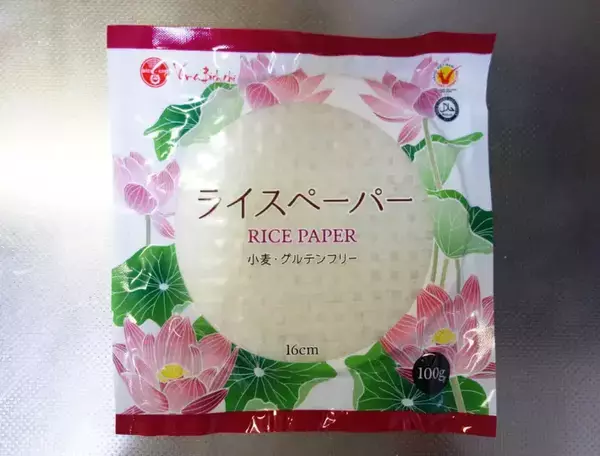 ライスペーパー
RICE PAPER
小麦・グルテンフリー
16cm
100g